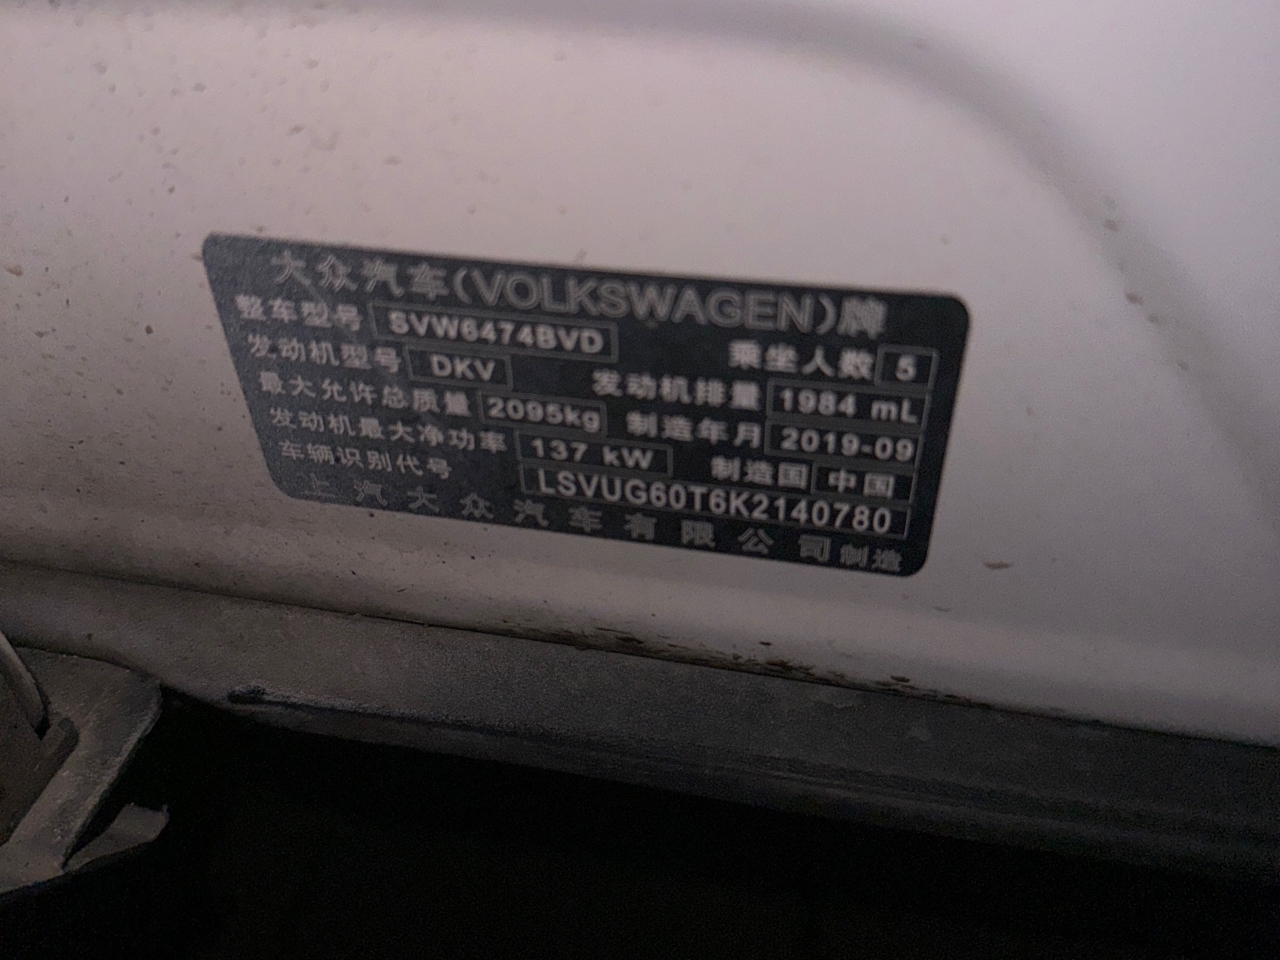 大众汽车(VOLKSWAGEN)牌
整车型号 SVW6474BVD 乘坐人数 5
发动机型号 DKV 发动机排量 1984 mL
最大允许总质量 2095kg 制造年月 2019-09
发动机最大净功率 137 kW 制造国 中国
车辆识别代号 LSVUG60T6K2140780
上汽大众汽车有限公司制造